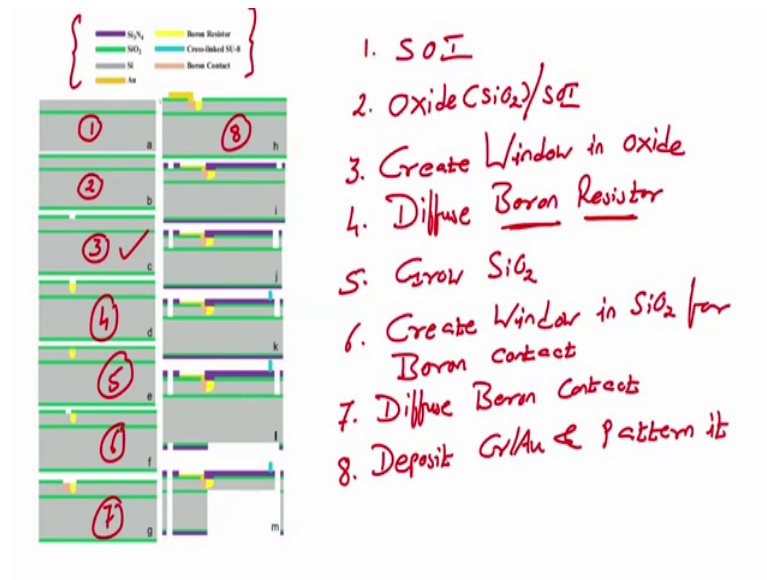 Si3N4
SiO2
Si
Au
Boron Resistor
Cross-linked SU-8
Boron Contact
1 a
2 b
3 ✓ c
4 d
5 e
6 f
7 g
8 h
i
j
k
l
m
1. SOI
2. Oxide (SiO2)/SOI
3. Create Window in oxide
4. Diffuse Boron Resistor
5. Grow SiO2
6. Create Window in SiO2 for
Boron contact
7. Diffuse Boron Contact
8. Deposit Cr/Au & Pattern it